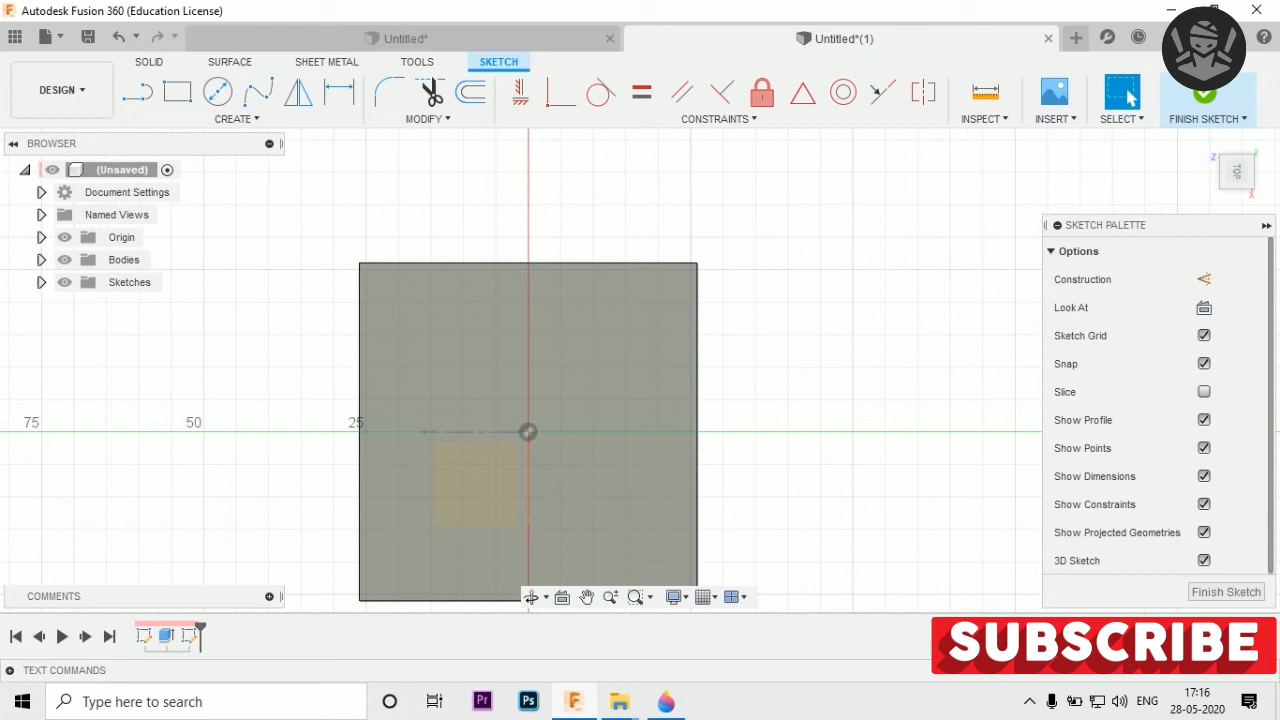 Autodesk Fusion 360 (Education License)
Untitled*
Untitled*(1)
SOLID
SURFACE
SHEET METAL
TOOLS
SKETCH
DESIGN
CREATE
MODIFY
CONSTRAINTS
INSPECT
INSERT
SELECT
FINISH SKETCH
BROWSER
(Unsaved)
Document Settings
Named Views
Origin
Bodies
Sketches
TOP
Z
X
SKETCH PALETTE
Options
Construction
Look At
Sketch Grid
Snap
Slice
Show Profile
Show Points
Show Dimensions
Show Constraints
Show Projected Geometries
3D Sketch
Finish Sketch
75
50
25
COMMENTS
SUBSCRIBE
TEXT COMMANDS
Type here to search
Pr
Ps
ENG
17:16
28-05-2020